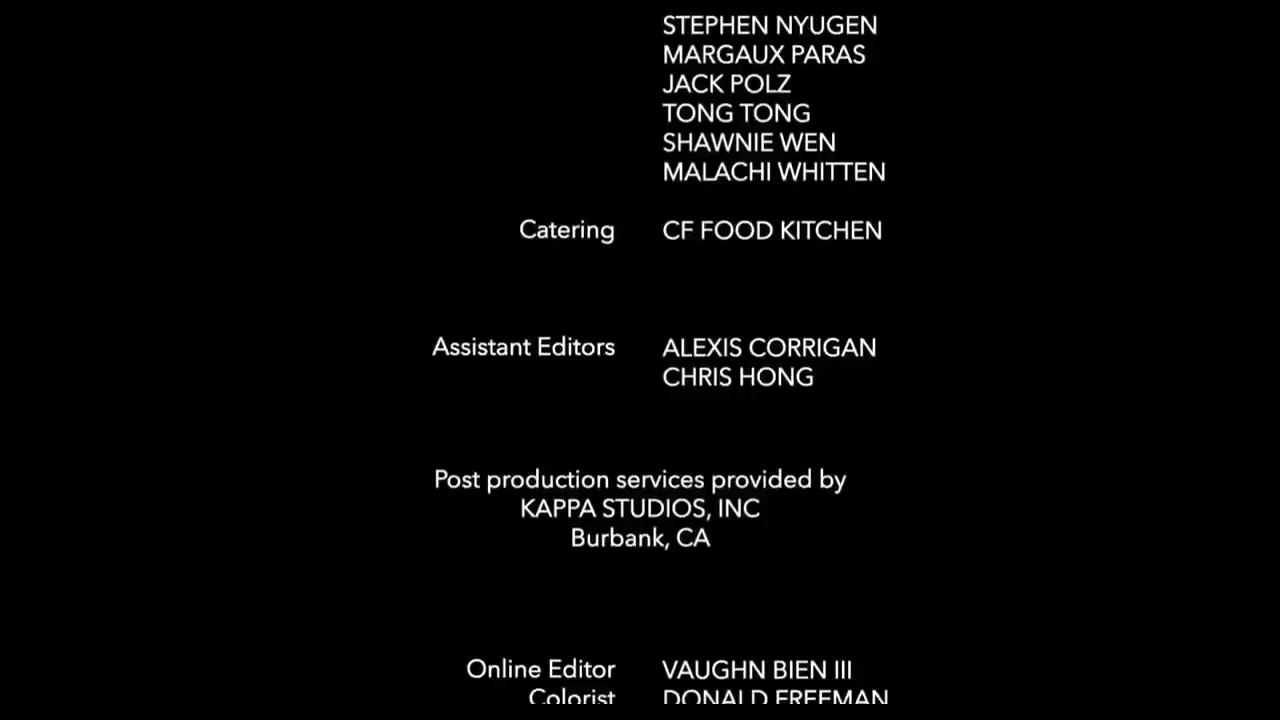 STEPHEN NYUGEN
MARGAUX PARAS
JACK POLZ
TONG TONG
SHAWNIE WEN
MALACHI WHITTEN
Catering CF FOOD KITCHEN
Assistant Editors ALEXIS CORRIGAN
CHRIS HONG
Post production services provided by
KAPPA STUDIOS, INC
Burbank, CA
Online Editor VAUGHN BIEN III
Colorist DONALD FREEMAN